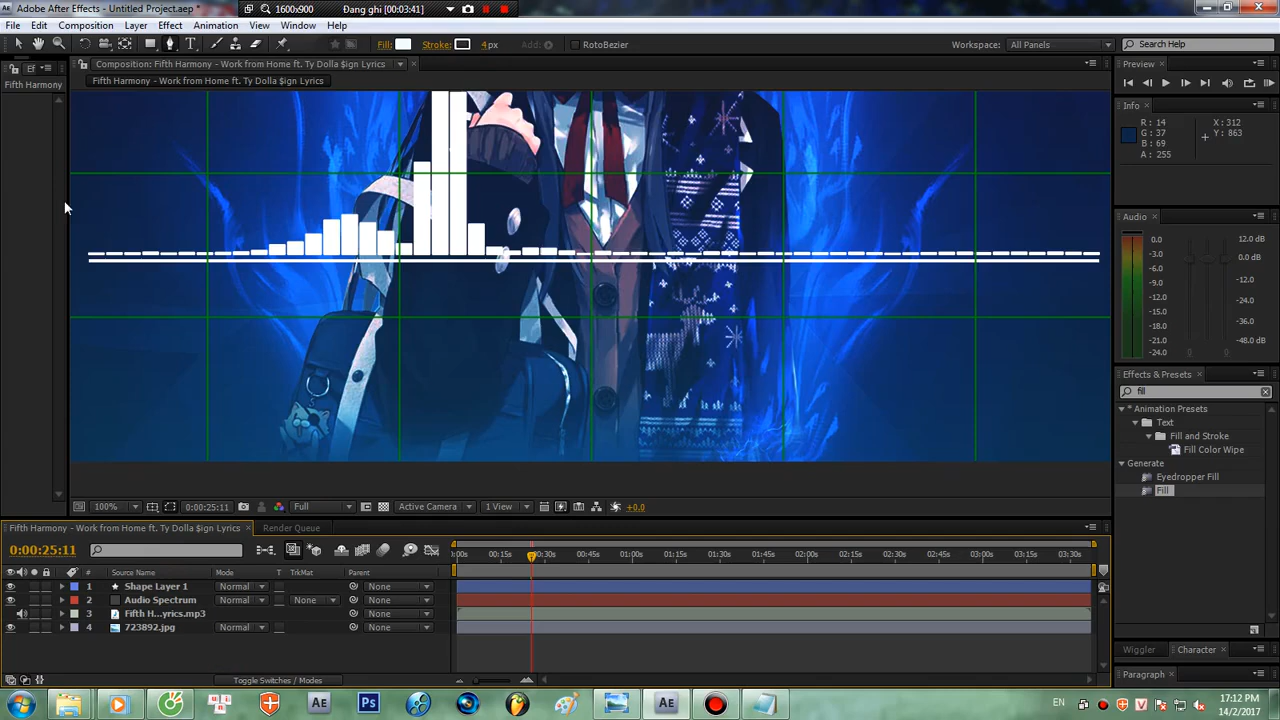 Adobe After Effects - Untitled Project.aep *
1600x900
Đang ghi [00:03:41]
File Edit Composition Layer Effect Animation View Window Help
Fill: Stroke: 4 px Add: RotoBezier Workspace: All Panels Search Help
Ef
Composition: Fifth Harmony - Work from Home ft. Ty Dolla $ign Lyrics
Preview
Fifth Harmony
Fifth Harmony - Work from Home ft. Ty Dolla $ign Lyrics
Info
R: 14
G: 37
B: 69
A: 255
X: 312
Y: 863
Audio
0.0
-3.0
-6.0
-9.0
-12.0
-15.0
-18.0
-21.0
-24.0
12.0 dB
0.0 dB
-12.0
-24.0
-36.0
-48.0 dB
Effects & Presets
fill
* Animation Presets
Text
Fill and Stroke
Fill Color Wipe
Generate
Eyedropper Fill
Fill
100% 0:00:25:11 Full Active Camera 1 View +0.0
Fifth Harmony - Work from Home ft. Ty Dolla $ign Lyrics Render Queue
0:00:25:11
:00s 00:15s 00:30s 00:45s 01:00s 01:15s 01:30s 01:45s 02:00s 02:15s 02:30s 02:45s 03:00s 03:15s 03:30s
# Source Name Mode T TrkMat Parent
1 Shape Layer 1 Normal None
2 Audio Spectrum Normal None None
3 Fifth H...yrics.mp3 None
4 723892.jpg Normal None
Wiggler Character
Paragraph
Toggle Switches / Modes
AE Ps AE EN V 17:12 PM
14/2/2017